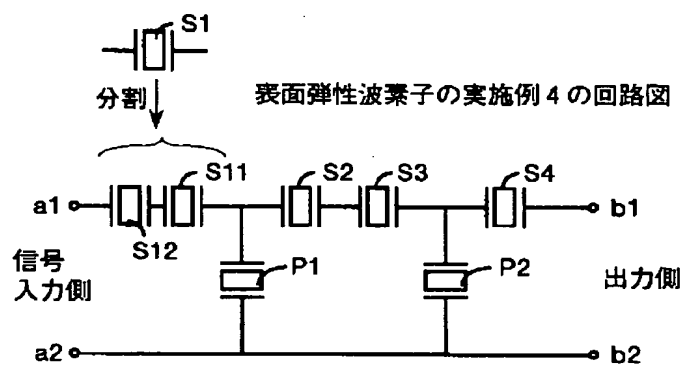 S1
分割
表面弾性波素子の実施例4の回路図
S11
S2
S3
S4
a1
b1
S12
信号
入力側
P1
P2
出力側
a2
b2